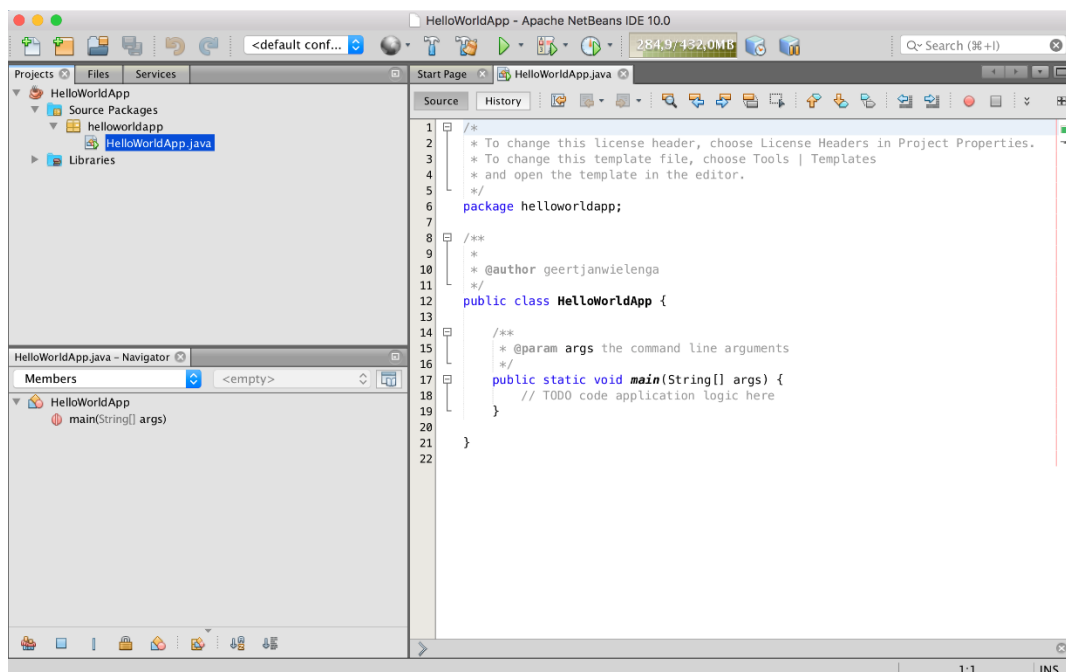 HelloWorldApp - Apache NetBeans IDE 10.0
<default conf...
284,9/432,0MB
Search (⌘+I)
Projects Files Services
HelloWorldApp
Source Packages
helloworldapp
HelloWorldApp.java
Libraries
HelloWorldApp.java - Navigator
Members <empty>
HelloWorldApp
main(String[] args)
Start Page HelloWorldApp.java
Source History
1 /*
2 * To change this license header, choose License Headers in Project Properties.
3 * To change this template file, choose Tools | Templates
4 * and open the template in the editor.
5 */
6 package helloworldapp;
7
8 /**
9 *
10 * @author geertjanwielenga
11 */
12 public class HelloWorldApp {
13
14 /**
15 * @param args the command line arguments
16 */
17 public static void main(String[] args) {
18 // TODO code application logic here
19 }
20
21 }
22
1:1 INS